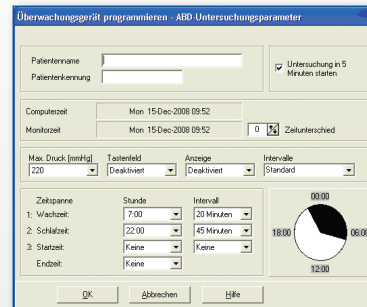 Überwachungsgerät programmieren - ABD-Untersuchungsparameter
Patientenname
Patientenkennung
Untersuchung in 5 Minuten starten
Computerzeit Mon 15-Dec-2008 09:52
Monitorzeit Mon 15-Dec-2008 09:52 0 Zeitunterschied
Max. Druck [mmHg] Tastenfeld Anzeige Intervalle
220 Deaktiviert Deaktiviert Standard
Zeitspanne Stunde Intervall
1: Wachzeit: 7:00 20 Minuten
2: Schlafzeit: 22:00 45 Minuten
3: Startzeit: Keine Keine
Endzeit: Keine
00:00
18:00 06:00
12:00
OK Abbrechen Hilfe